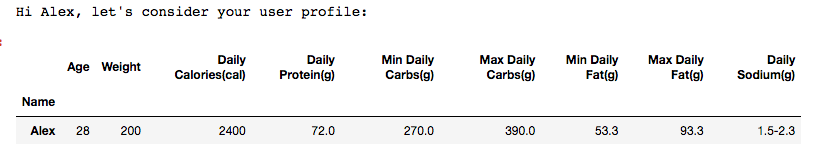 Hi Alex, let's consider your user profile:
Age Weight Daily Calories(cal) Daily Protein(g) Min Daily Carbs(g) Max Daily Carbs(g) Min Daily Fat(g) Max Daily Fat(g) Daily Sodium(g)
Name
Alex 28 200 2400 72.0 270.0 390.0 53.3 93.3 1.5-2.3